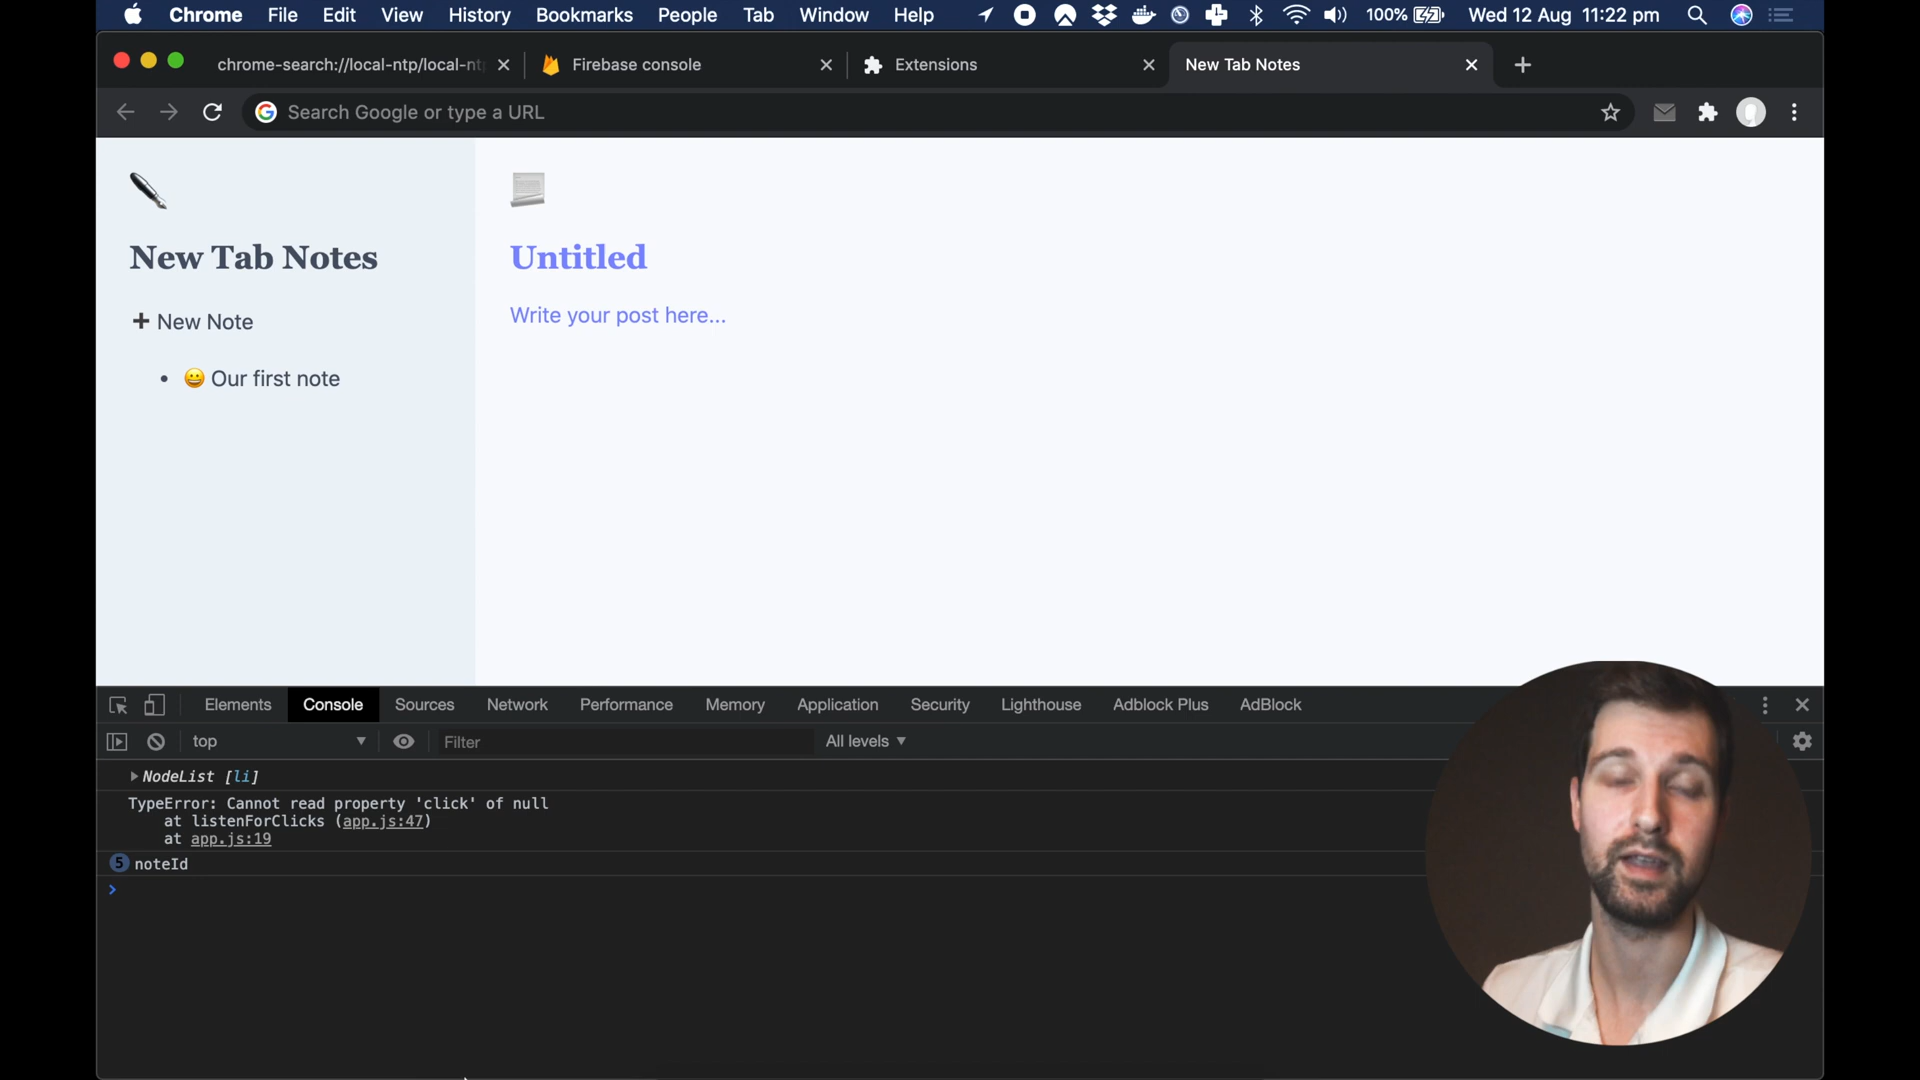 Chrome File Edit View History Bookmarks People Tab Window Help 100% Wed 12 Aug 11:22 pm
chrome-search://local-ntp/local-nt Firebase console Extensions New Tab Notes
Search Google or type a URL
New Tab Notes
New Note
Our first note
Untitled
Write your post here...
Elements Console Sources Network Performance Memory Application Security Lighthouse Adblock Plus AdBlock
top Filter All levels
NodeList [li]
TypeError: Cannot read property 'click' of null
at listenForClicks (app.js:47)
at app.js:19
5 noteId